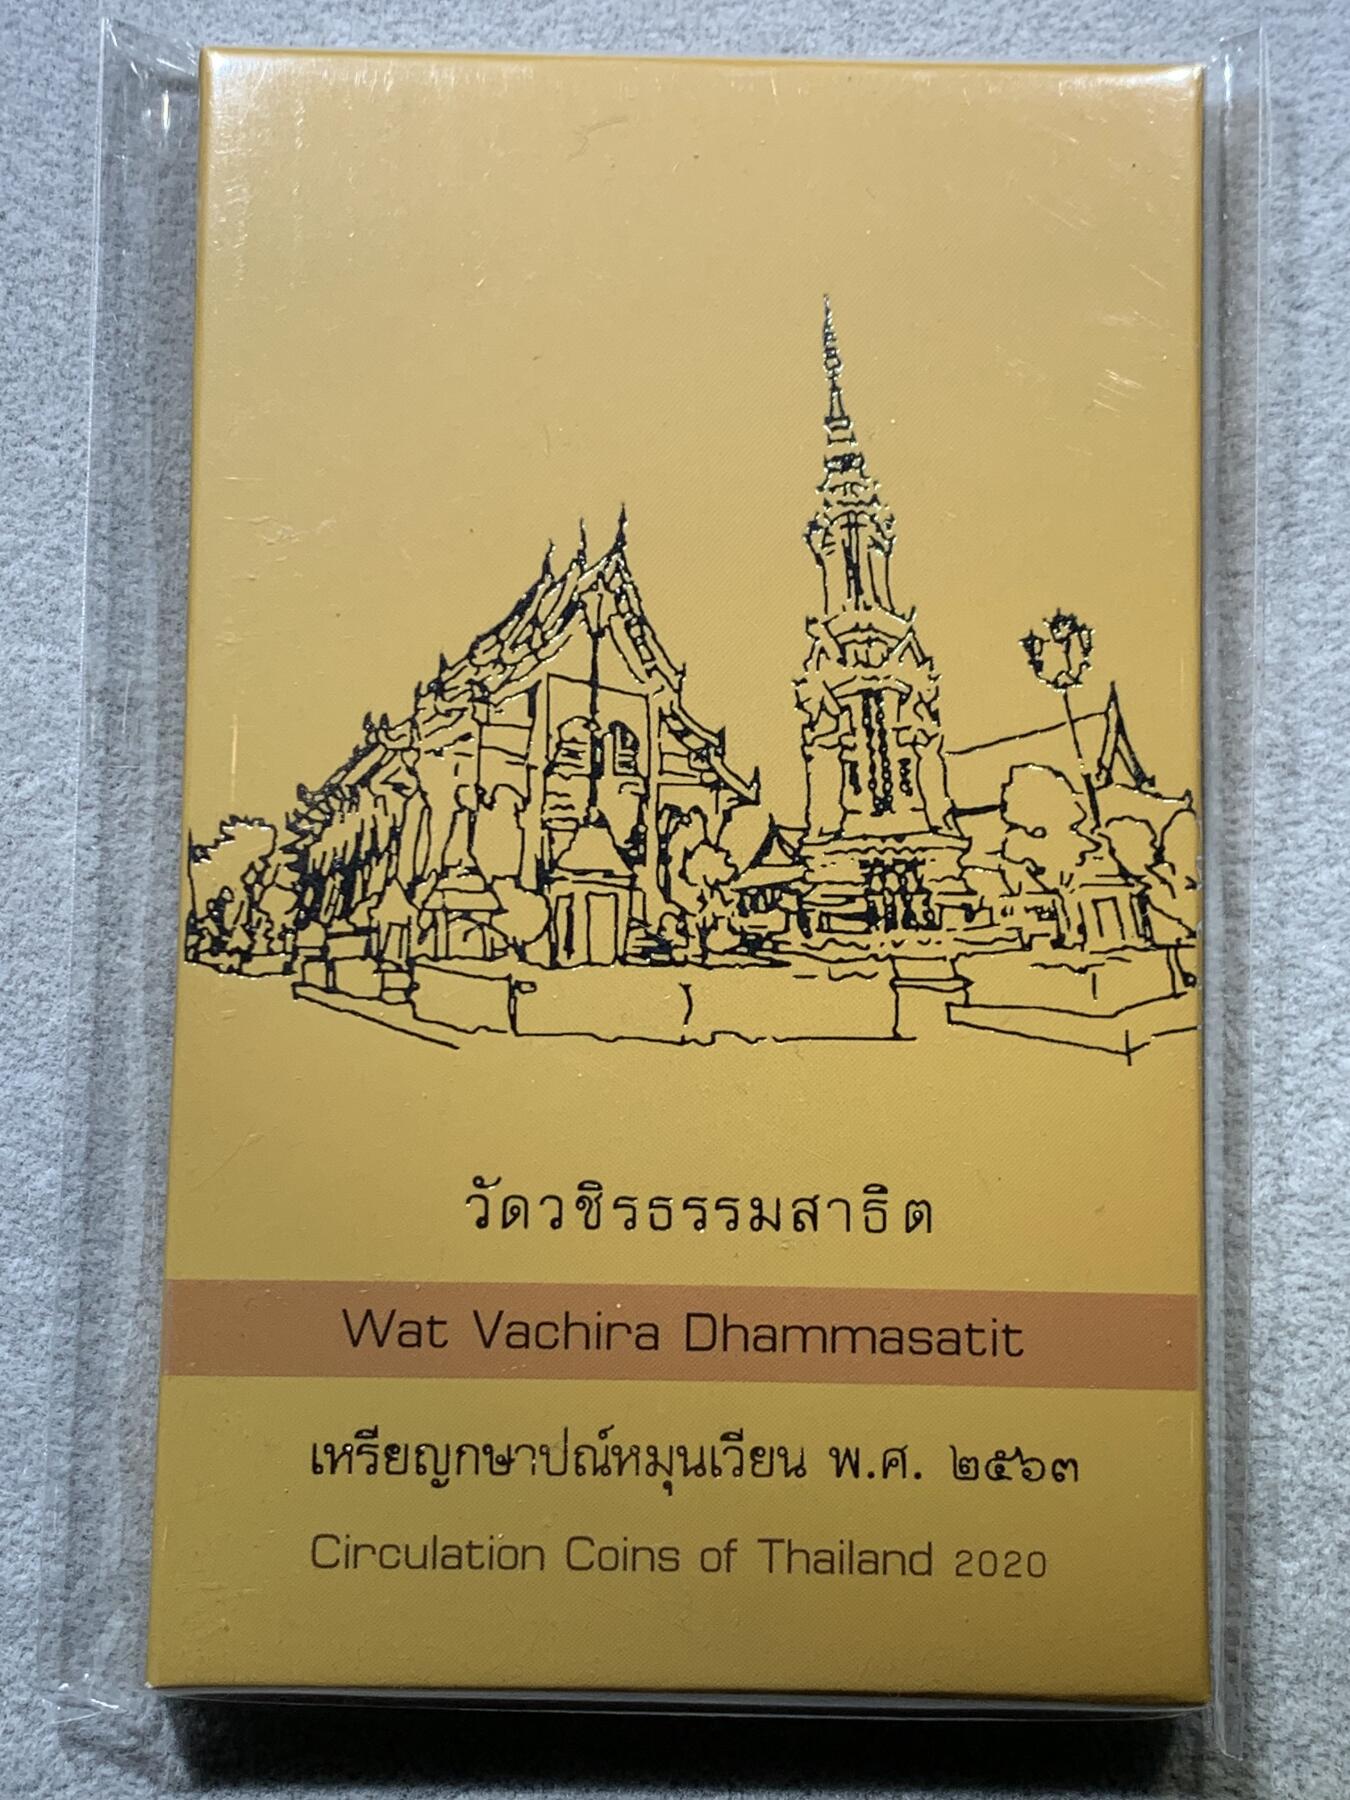 วัดวชิรธรรมสาธิต
Wat Vachira Dhammasatit
เหรียญกษาปณ์หมุนเวียน พ.ศ. ๒๕๖๓
Circulation Coins of Thailand 2020